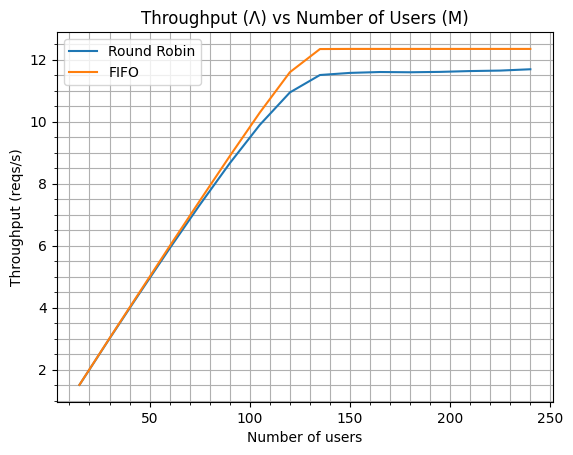 Throughput (Λ) vs Number of Users (M)
Round Robin
FIFO
12
10
8
6
4
2
Throughput (reqs/s)
50
100
150
200
250
Number of users